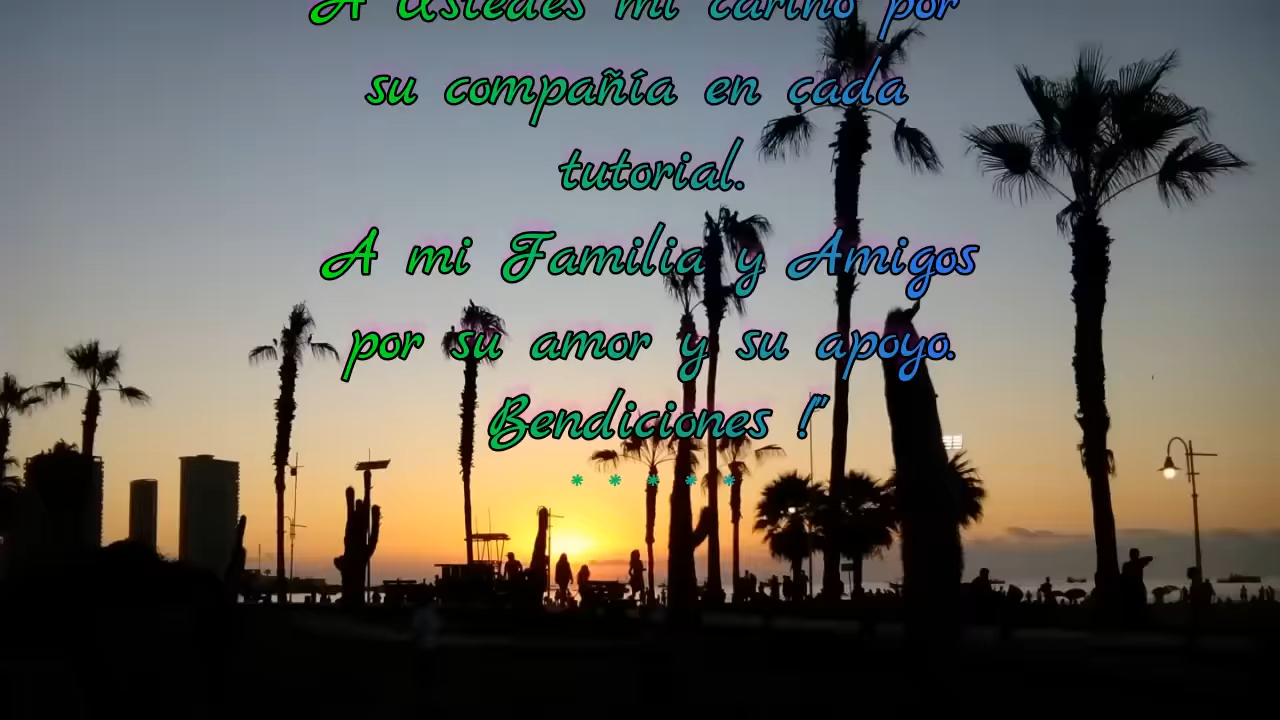 A Ustedes mi cariño por
su compañía en cada
tutorial.
A mi Familia y Amigos
por su amor y su apoyo.
Bendiciones !"
* * * * *